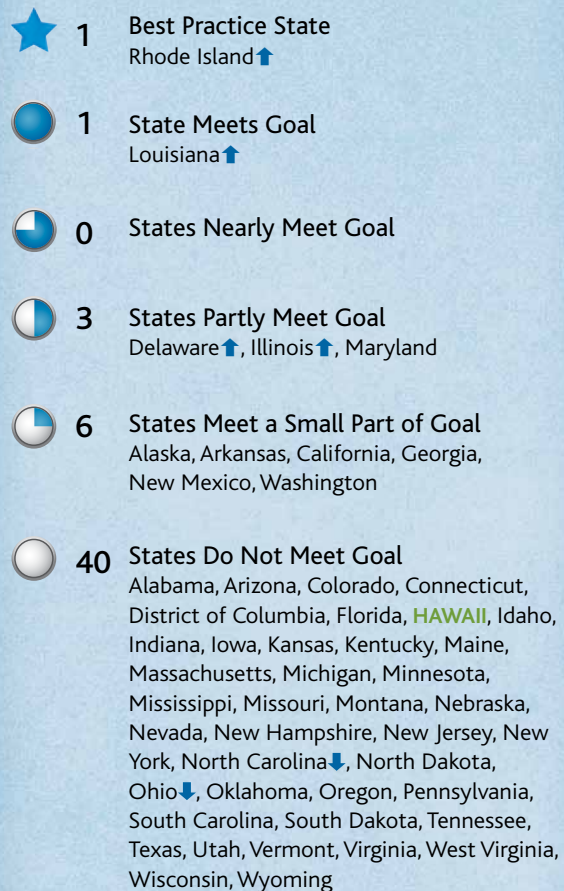 1 Best Practice State
Rhode Island⬆
1 State Meets Goal
Louisiana⬆
0 States Nearly Meet Goal
3 States Partly Meet Goal
Delaware⬆, Illinois⬆, Maryland
6 States Meet a Small Part of Goal
Alaska, Arkansas, California, Georgia,
New Mexico, Washington
40 States Do Not Meet Goal
Alabama, Arizona, Colorado, Connecticut,
District of Columbia, Florida, HAWAII, Idaho,
Indiana, Iowa, Kansas, Kentucky, Maine,
Massachusetts, Michigan, Minnesota,
Mississippi, Missouri, Montana, Nebraska,
Nevada, New Hampshire, New Jersey, New
York, North Carolina⬇, North Dakota,
Ohio⬇, Oklahoma, Oregon, Pennsylvania,
South Carolina, South Dakota, Tennessee,
Texas, Utah, Vermont, Virginia, West Virginia,
Wisconsin, Wyoming